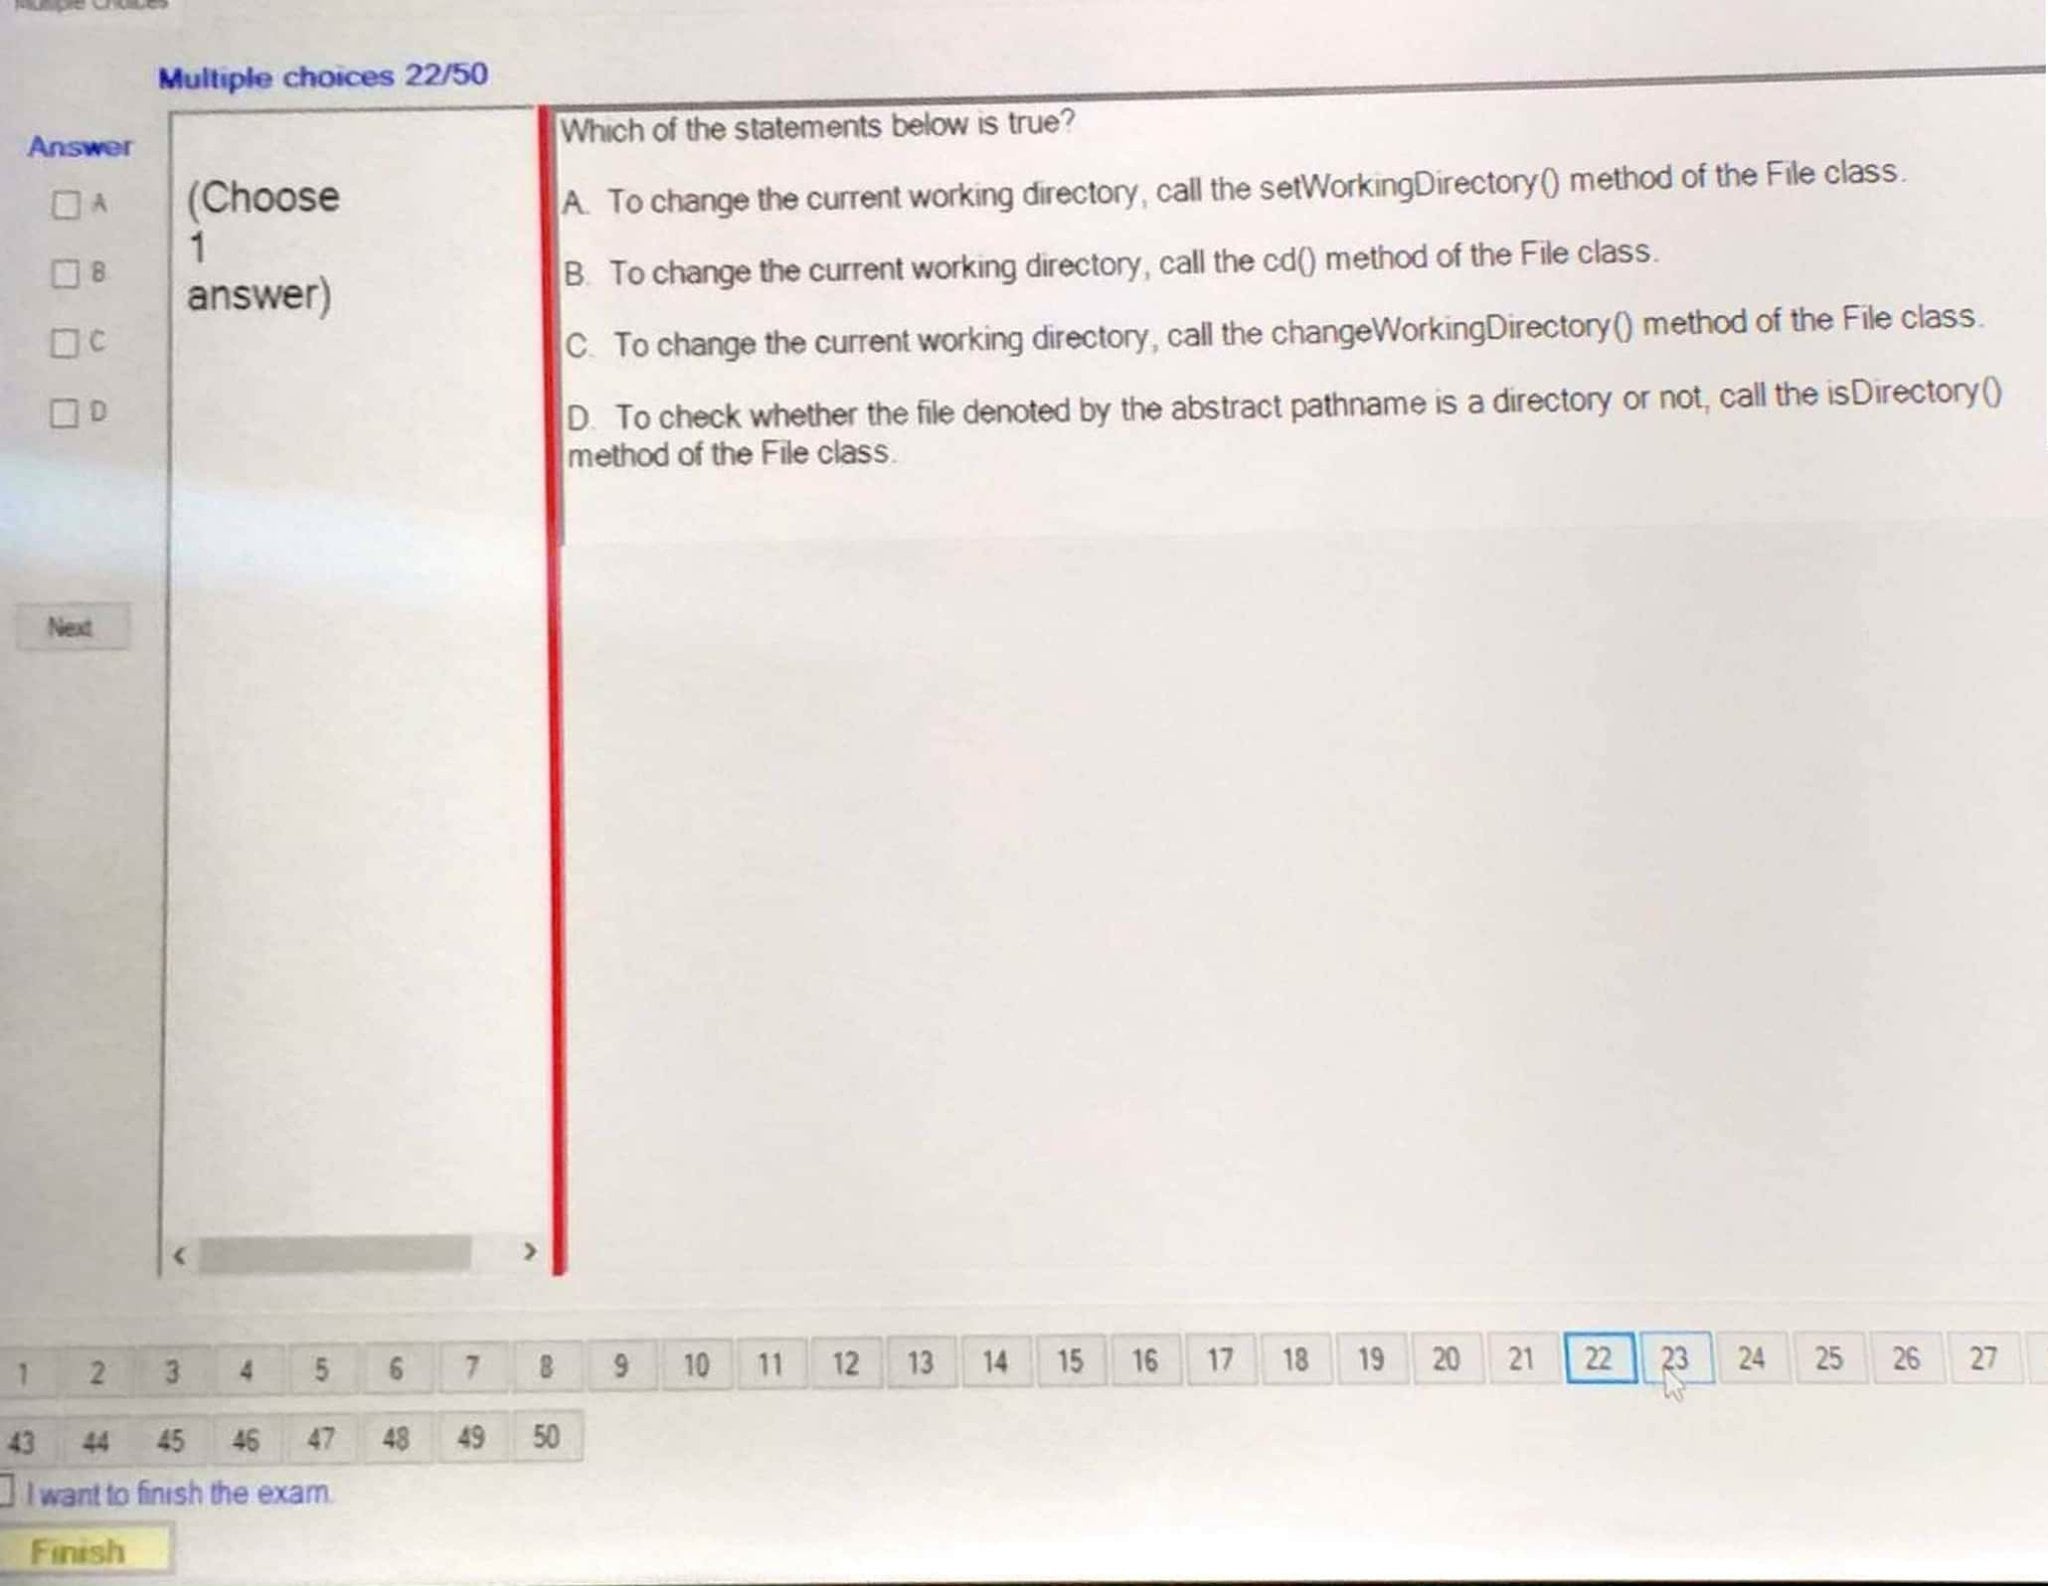 Multiple Choices
Multiple choices 22/50
Answer
A
B
C
D
(Choose
1
answer)
Which of the statements below is true?
A. To change the current working directory, call the setWorkingDirectory() method of the File class.
B. To change the current working directory, call the cd() method of the File class.
C. To change the current working directory, call the changeWorkingDirectory() method of the File class.
D. To check whether the file denoted by the abstract pathname is a directory or not, call the isDirectory()
method of the File class.
Next
1 2 3 4 5 6 7 8 9 10 11 12 13 14 15 16 17 18 19 20 21 22 23 24 25 26 27
43 44 45 46 47 48 49 50
I want to finish the exam.
Finish